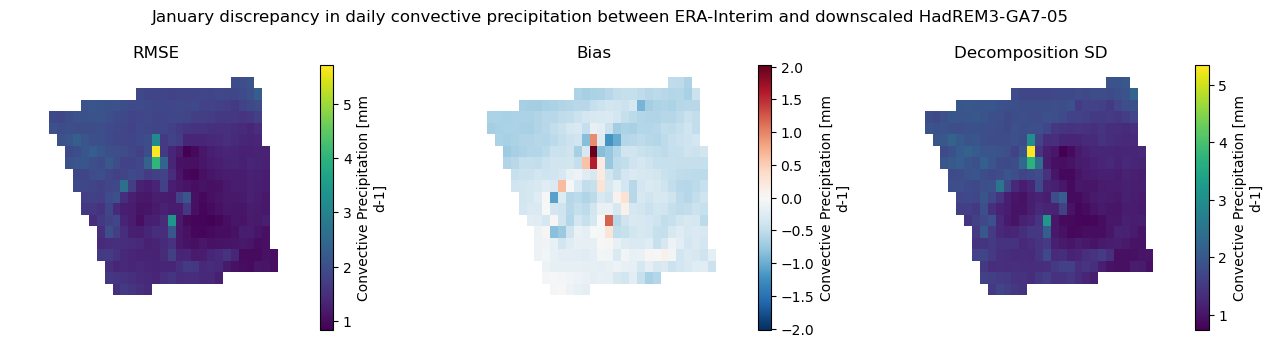 January discrepancy in daily convective precipitation between ERA-Interim and downscaled HadREM3-GA7-05
RMSE
5
4
3
2
1
Convective Precipitation [mm
d-1]
Bias
2.0
1.5
1.0
0.5
0.0
−0.5
−1.0
−1.5
−2.0
Convective Precipitation [mm
d-1]
Decomposition SD
5
4
3
2
1
Convective Precipitation [mm
d-1]